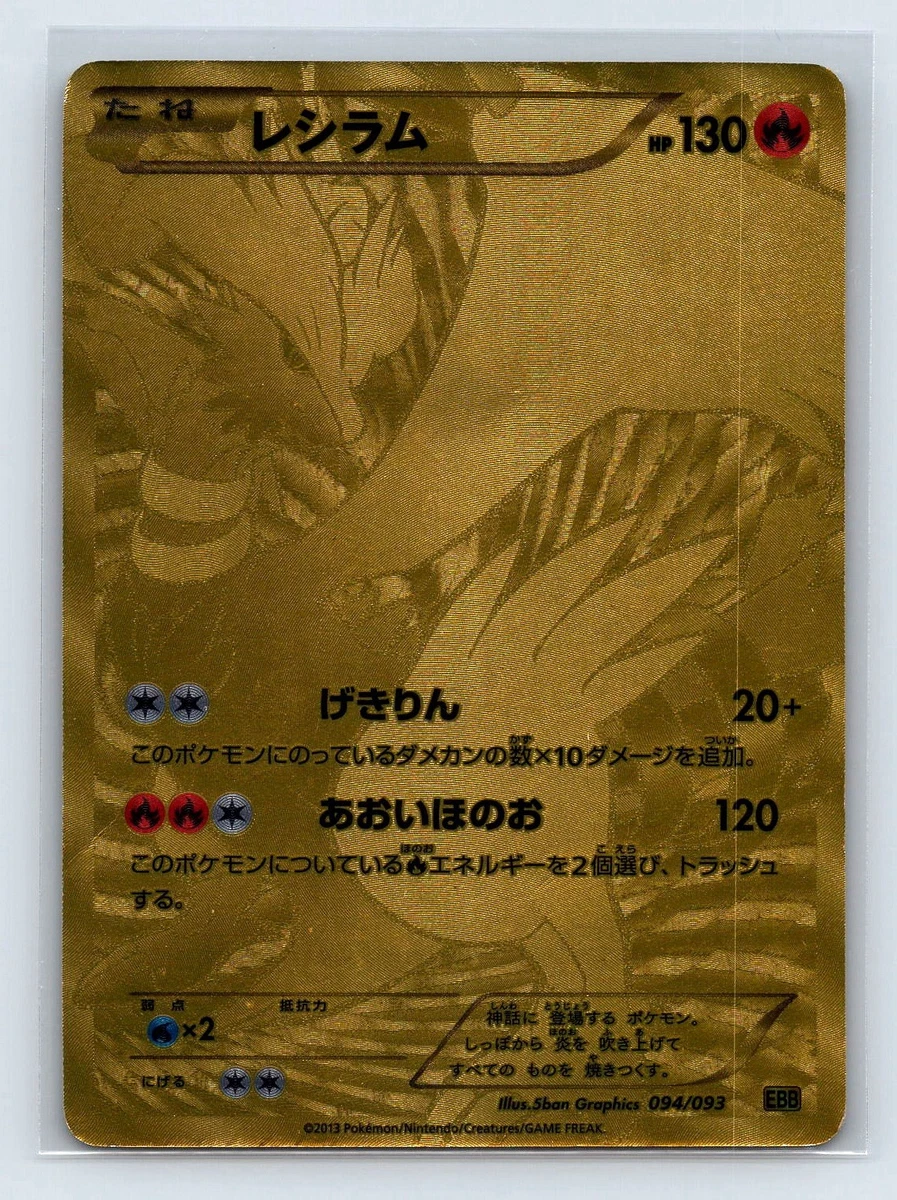 たね レシラム HP130
げきりん 20+
このポケモンにのっているダメカンの数×10ダメージを追加。
あおいほのお 120
このポケモンについているエネルギーを2個選び、トラッシュ
する。
弱点 抵抗力
×2
にげる
神話に 登場する ポケモン。
しっぽから 炎を 吹き上げて
すべての ものを 焼きつくす。
Illus.5ban Graphics 094/093 EBB
©2013 Pokémon/Nintendo/Creatures/GAME FREAK.